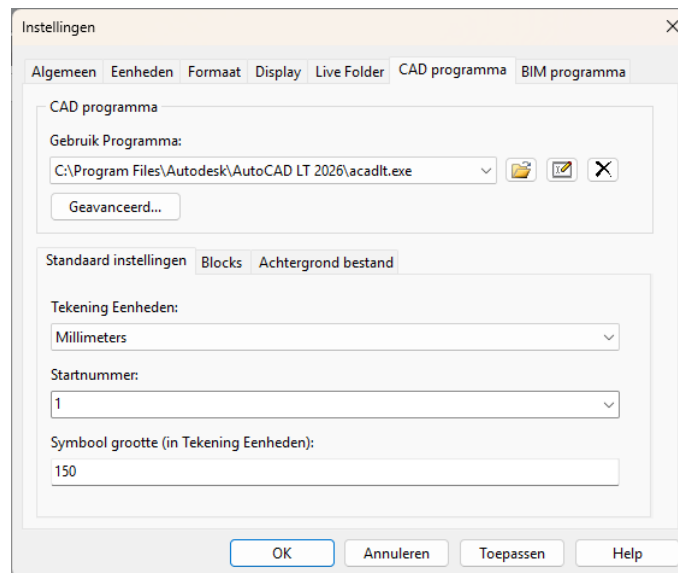 Instellingen
Algemeen Eenheden Formaat Display Live Folder CAD programma BIM programma
CAD programma
Gebruik Programma:
C:\Program Files\Autodesk\AutoCAD LT 2026\acadlt.exe
Geavanceerd...
Standaard instellingen Blocks Achtergrond bestand
Tekening Eenheden:
Millimeters
Startnummer:
1
Symbool grootte (in Tekening Eenheden):
150
OK Annuleren Toepassen Help